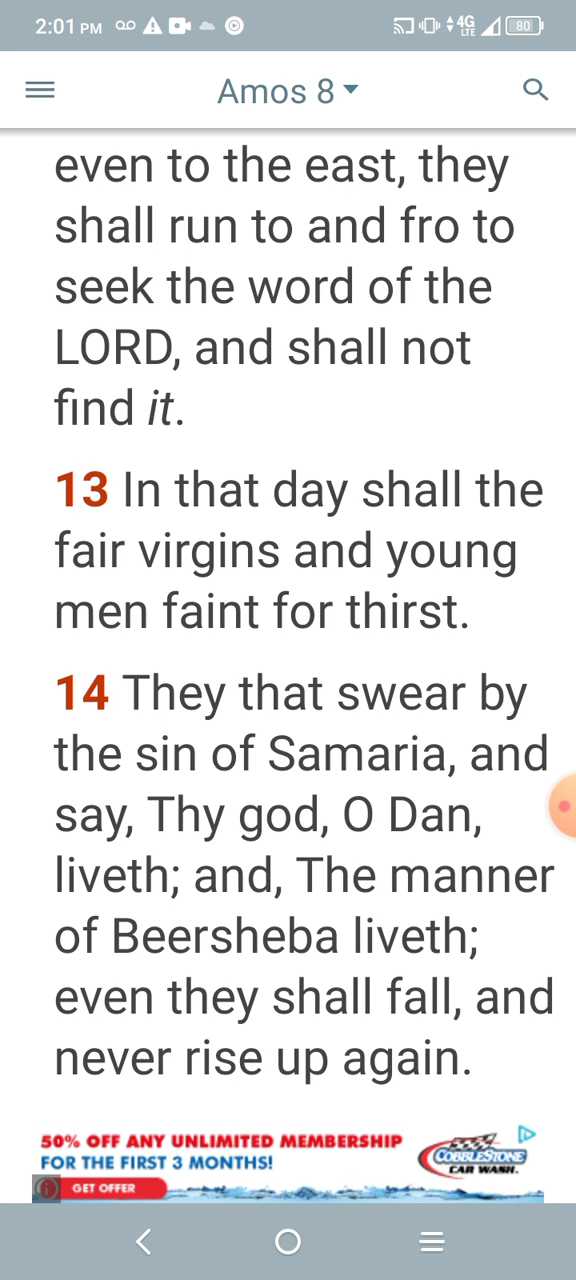 2:01 PM 4G LTE 80
Amos 8
even to the east, they
shall run to and fro to
seek the word of the
LORD, and shall not
find it.
13 In that day shall the
fair virgins and young
men faint for thirst.
14 They that swear by
the sin of Samaria, and
say, Thy god, O Dan,
liveth; and, The manner
of Beersheba liveth;
even they shall fall, and
never rise up again.
50% OFF ANY UNLIMITED MEMBERSHIP
FOR THE FIRST 3 MONTHS!
GET OFFER
COBBLESTONE
CAR WASH.